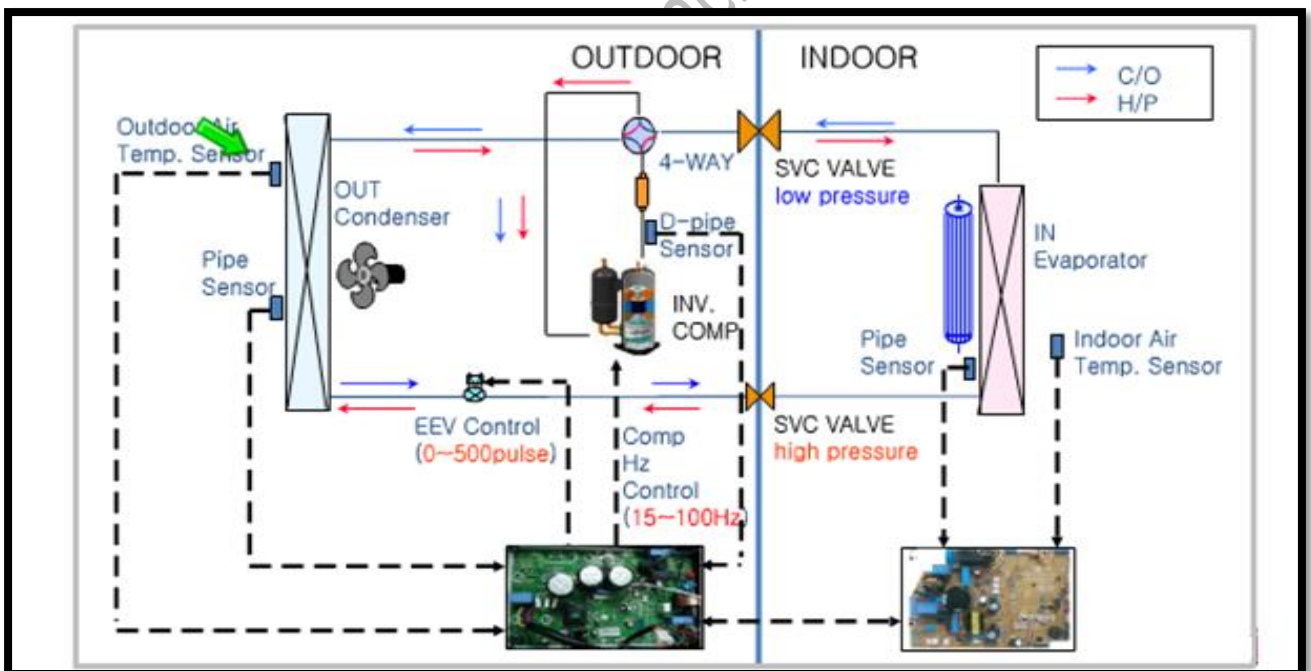 OUTDOOR
INDOOR
C/O
H/P
Outdoor Air
Temp. Sensor
4-WAY
SVC VALVE
low pressure
OUT
Condenser
D-pipe
Sensor
IN
Evaporator
Pipe
Sensor
INV.
COMP
Pipe
Sensor
Indoor Air
Temp. Sensor
EEV Control
(0~500pulse)
Comp
Hz
Control
(15~100Hz)
SVC VALVE
high pressure